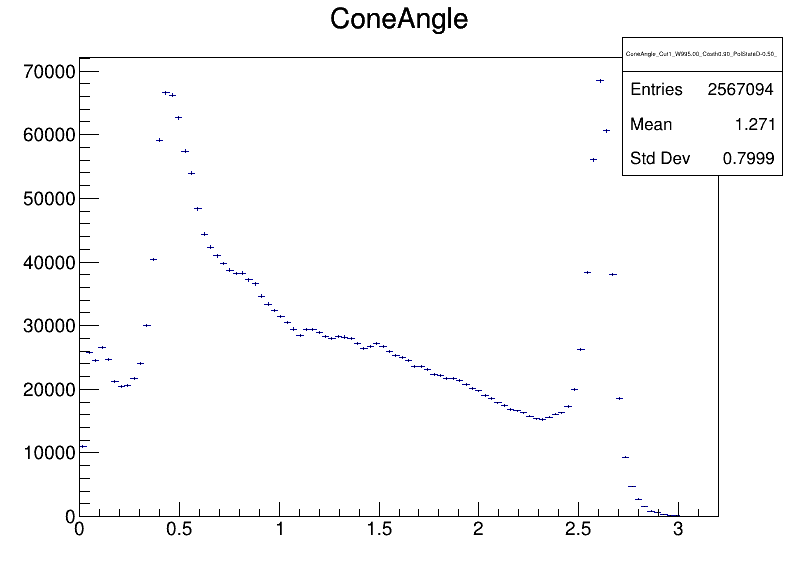 ConeAngle
ConeAngle_Cut1_W995.00_Costh0.90_PolStateD-0.50_
Entries 2567094
Mean 1.271
Std Dev 0.7999
70000
60000
50000
40000
30000
20000
10000
0
0 0.5 1 1.5 2 2.5 3